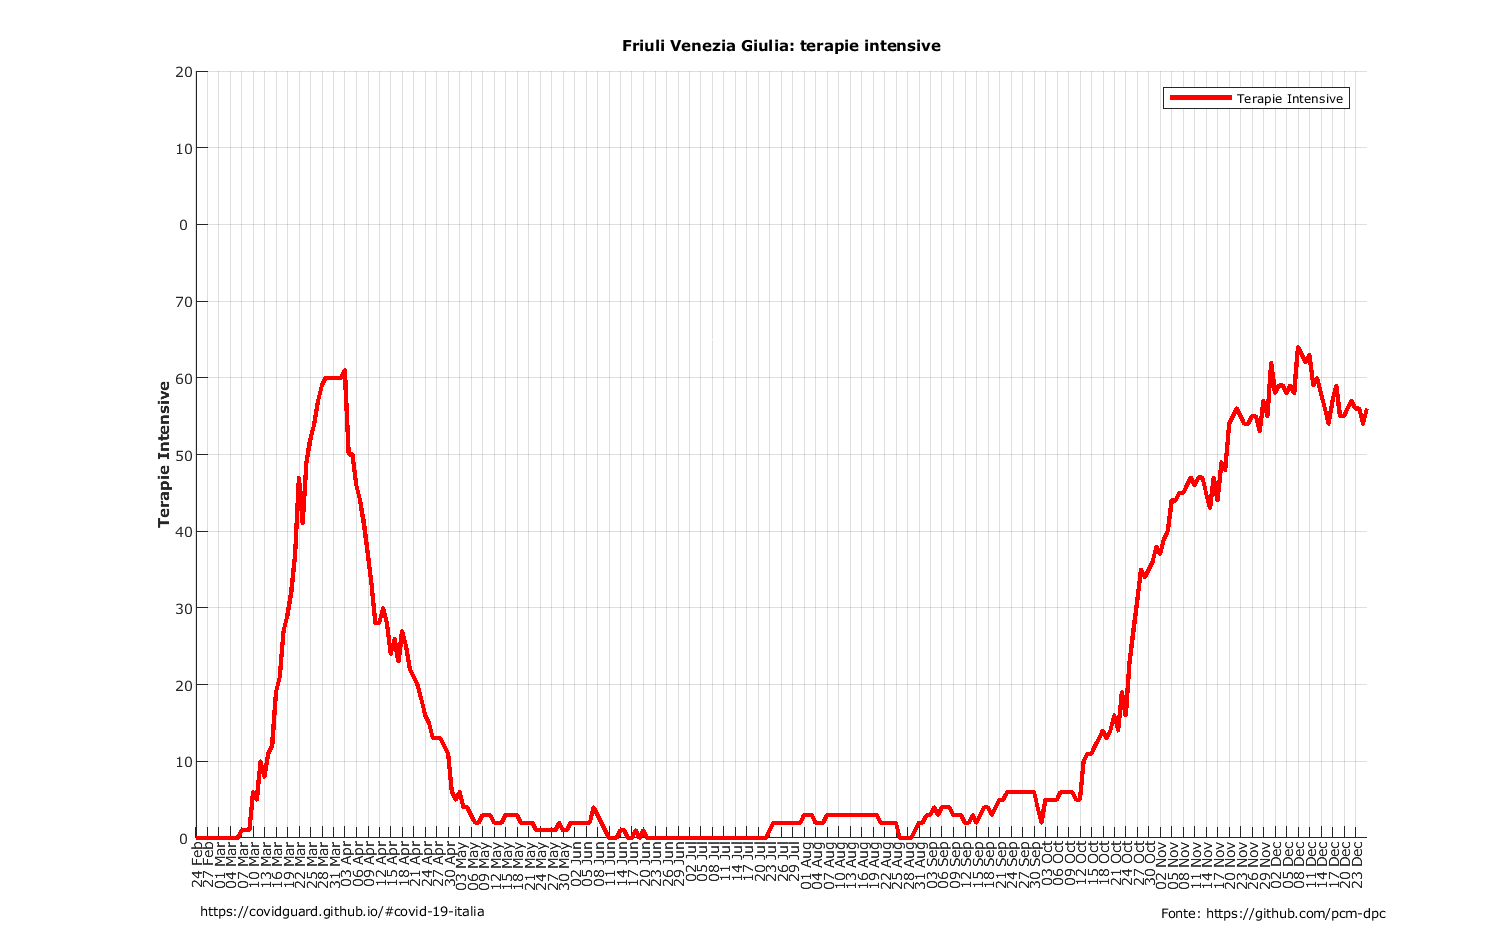 Friuli Venezia Giulia: terapie intensive
Terapie Intensive
20
10
0
70
60
50
40
30
20
10
0
Terapie Intensive
24 Feb
27 Feb
01 Mar
04 Mar
07 Mar
10 Mar
13 Mar
16 Mar
19 Mar
22 Mar
25 Mar
28 Mar
31 Mar
03 Apr
06 Apr
09 Apr
12 Apr
15 Apr
18 Apr
21 Apr
24 Apr
27 Apr
30 Apr
03 May
06 May
09 May
12 May
15 May
18 May
21 May
24 May
27 May
30 May
02 Jun
05 Jun
08 Jun
11 Jun
14 Jun
17 Jun
20 Jun
23 Jun
26 Jun
29 Jun
02 Jul
05 Jul
08 Jul
11 Jul
14 Jul
17 Jul
20 Jul
23 Jul
26 Jul
29 Jul
01 Aug
04 Aug
07 Aug
10 Aug
13 Aug
16 Aug
19 Aug
22 Aug
25 Aug
28 Aug
31 Aug
03 Sep
06 Sep
09 Sep
12 Sep
15 Sep
18 Sep
21 Sep
24 Sep
27 Sep
30 Sep
03 Oct
06 Oct
09 Oct
12 Oct
15 Oct
18 Oct
21 Oct
24 Oct
27 Oct
30 Oct
02 Nov
05 Nov
08 Nov
11 Nov
14 Nov
17 Nov
20 Nov
23 Nov
26 Nov
29 Nov
02 Dec
05 Dec
08 Dec
11 Dec
14 Dec
17 Dec
20 Dec
23 Dec
https://covidguard.github.io/#covid-19-italia
Fonte: https://github.com/pcm-dpc